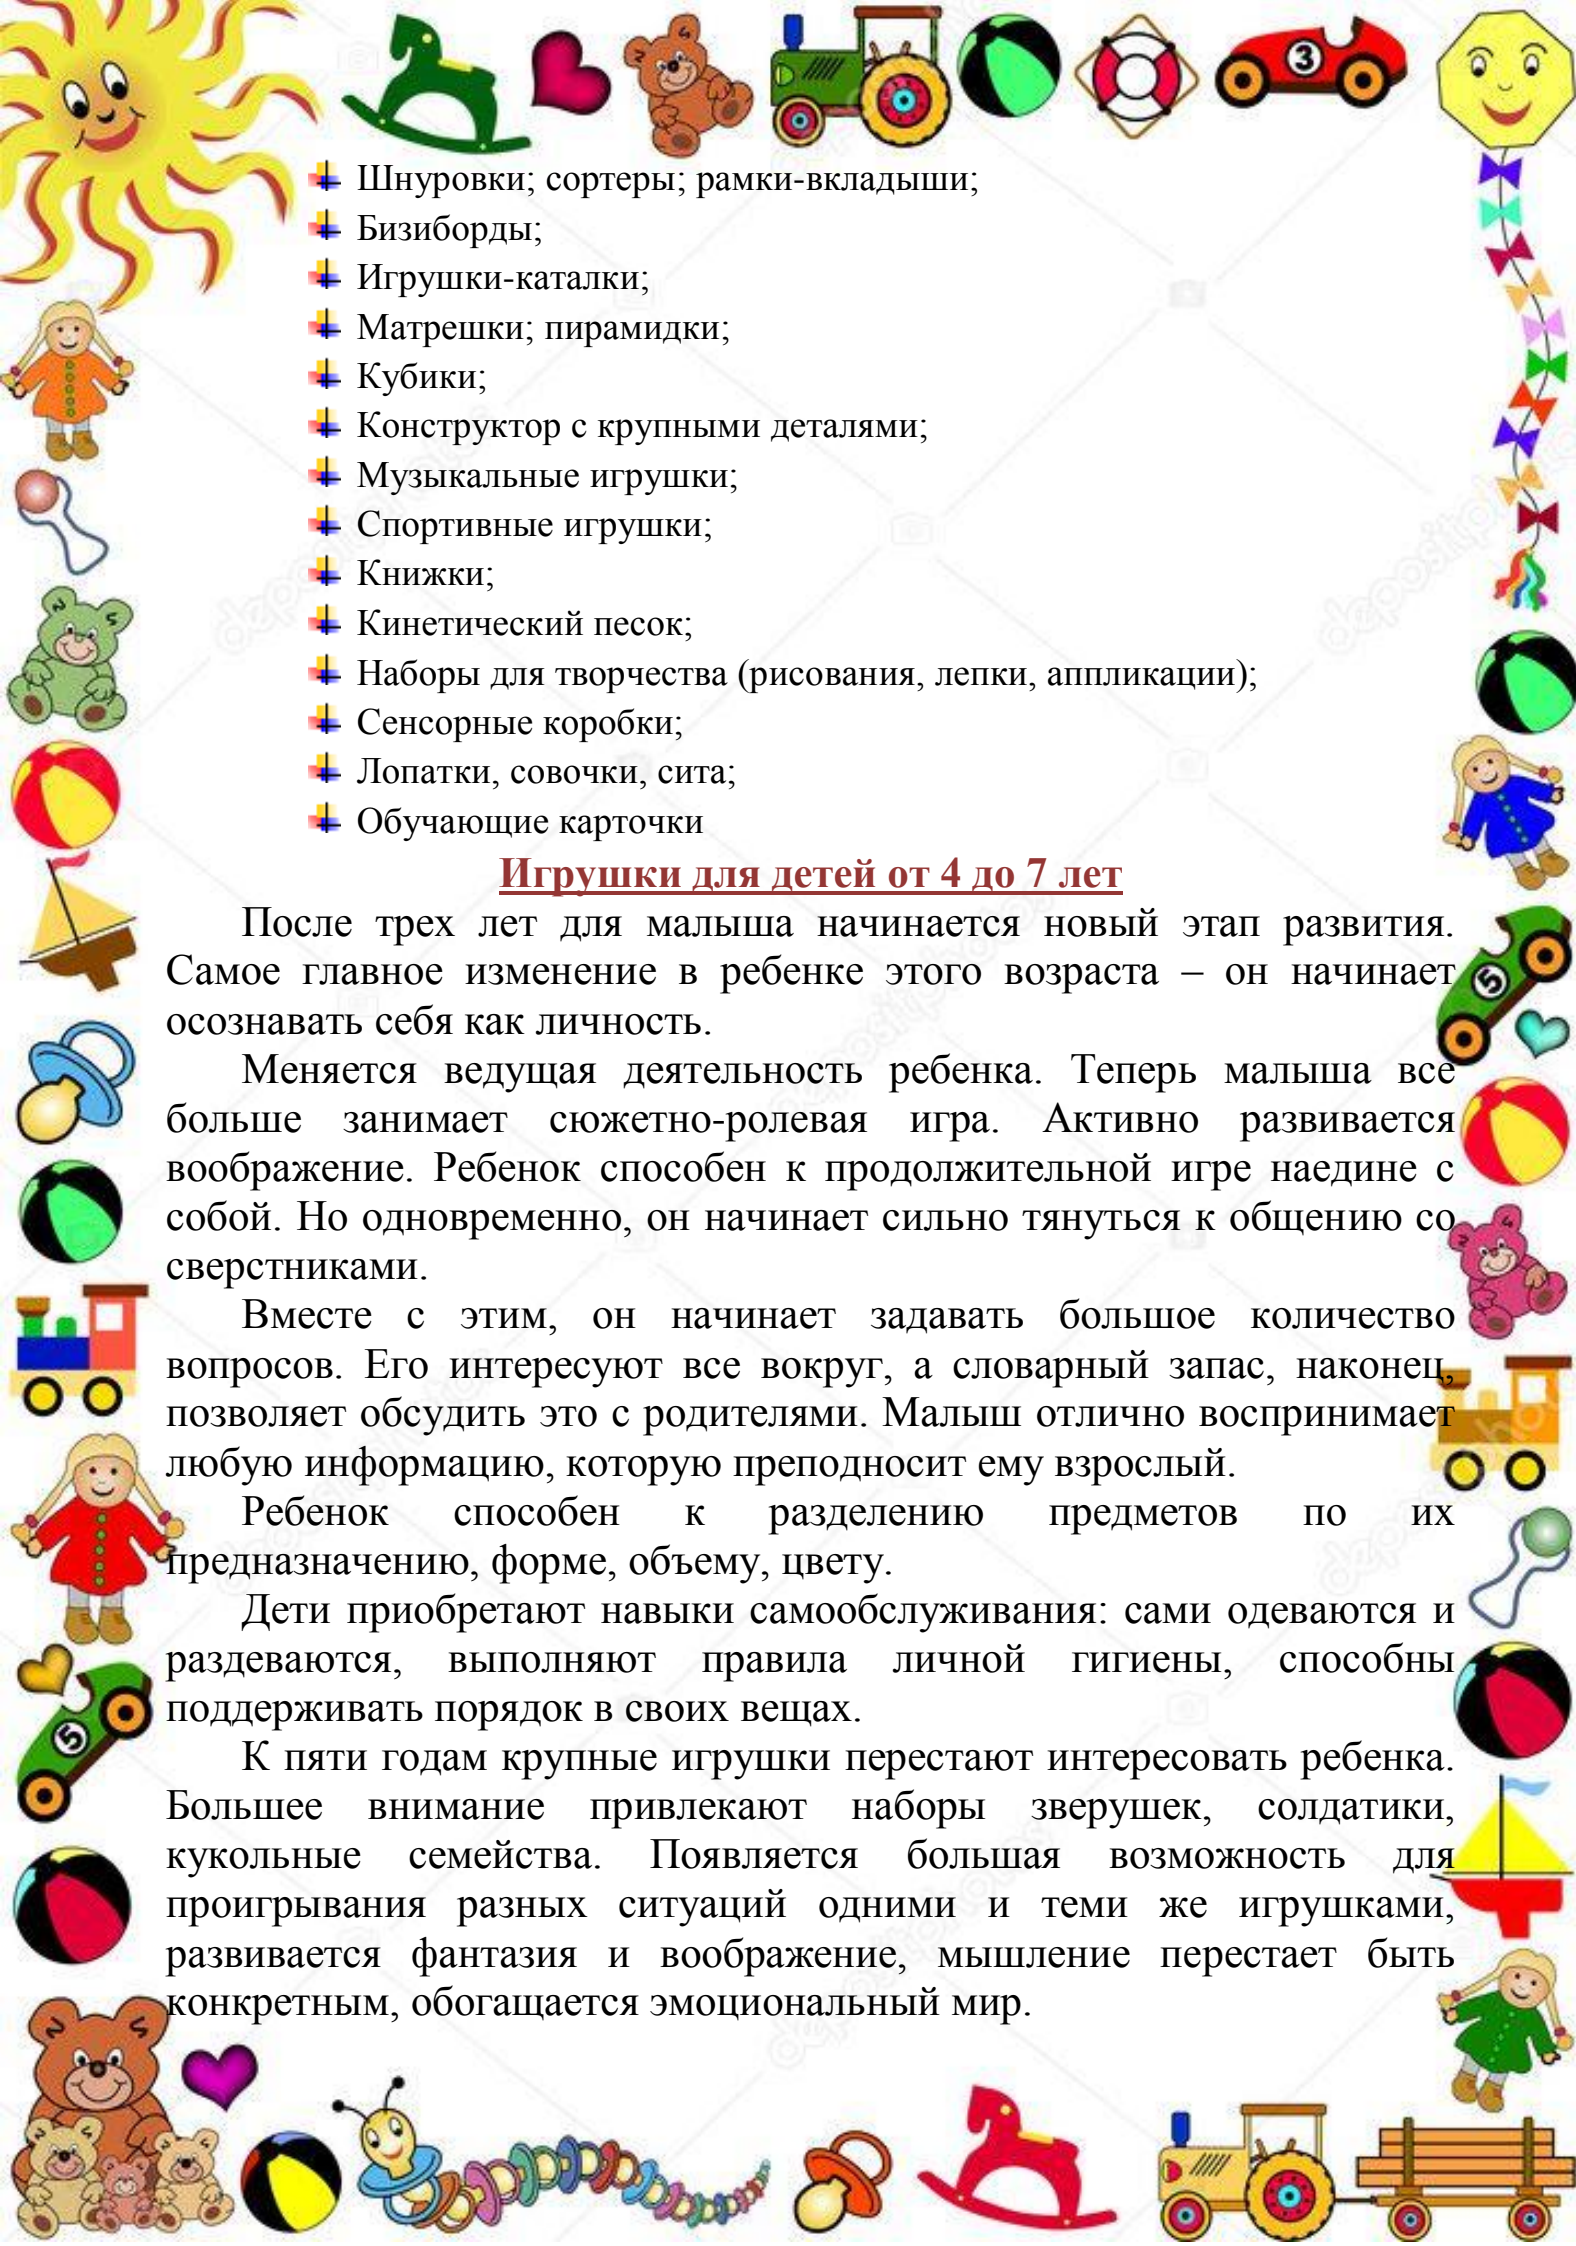 Шнуровки; сортеры; рамки-вкладыши;
Бизиборды;
Игрушки-каталки;
Матрешки; пирамидки;
Кубики;
Конструктор с крупными деталями;
Музыкальные игрушки;
Спортивные игрушки;
Книжки;
Кинетический песок;
Наборы для творчества (рисования, лепки, аппликации);
Сенсорные коробки;
Лопатки, совочки, сита;
Обучающие карточки
Игрушки для детей от 4 до 7 лет
После трех лет для малыша начинается новый этап развития.
Самое главное изменение в ребенке этого возраста – он начинает
осознавать себя как личность.
Меняется ведущая деятельность ребенка. Теперь малыша все
больше занимает сюжетно-ролевая игра. Активно развивается
воображение. Ребенок способен к продолжительной игре наедине с
собой. Но одновременно, он начинает сильно тянуться к общению со
сверстниками.
Вместе с этим, он начинает задавать большое количество
вопросов. Его интересуют все вокруг, а словарный запас, наконец,
позволяет обсудить это с родителями. Малыш отлично воспринимает
любую информацию, которую преподносит ему взрослый.
Ребенок способен к разделению предметов по их
предназначению, форме, объему, цвету.
Дети приобретают навыки самообслуживания: сами одеваются и
раздеваются, выполняют правила личной гигиены, способны
поддерживать порядок в своих вещах.
К пяти годам крупные игрушки перестают интересовать ребенка.
Большее внимание привлекают наборы зверушек, солдатики,
кукольные семейства. Появляется большая возможность для
проигрывания разных ситуаций одними и теми же игрушками,
развивается фантазия и воображение, мышление перестает быть
конкретным, обогащается эмоциональный мир.
3
5
5
depositphotos